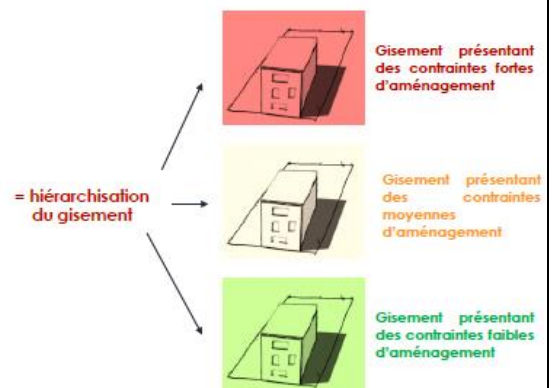 Gisement présentant
des contraintes fortes
d'aménagement
= hiérarchisation
du gisement
Gisement présentant
des contraintes
moyennes
d'aménagement
Gisement présentant
des contraintes faibles
d'aménagement